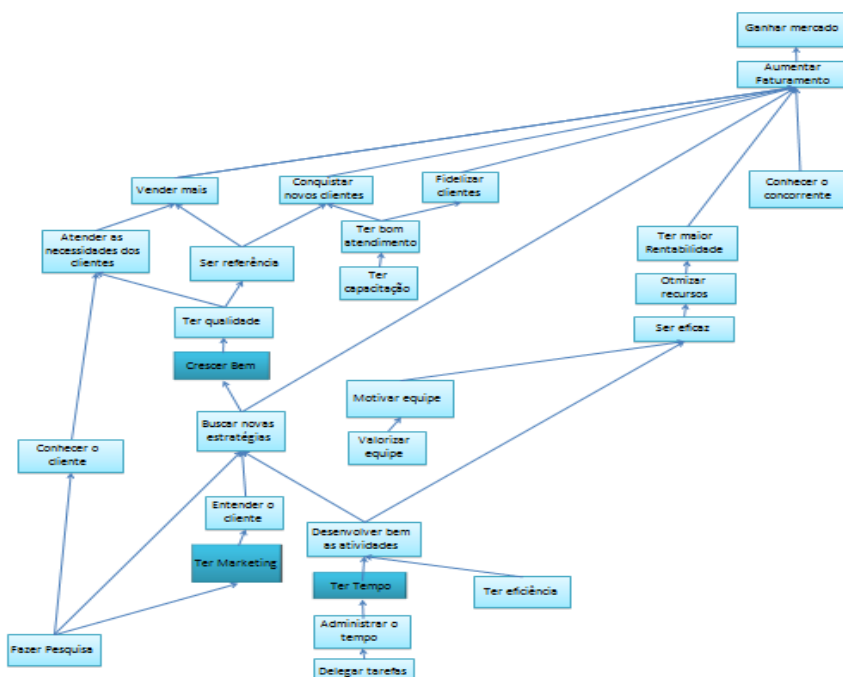 Ganhar mercado
Aumentar
Faturamento
Vender mais
Conquistar
novos clientes
Fidelizar
clientes
Conhecer o
concorrente
Atender as
necessidades dos
clientes
Ser referência
Ter bom
atendimento
Ter maior
Rentabilidade
Ter
capacitação
Otmizar
recursos
Ter qualidade
Ser eficaz
Crescer Bem
Motivar equipe
Buscar novas
estratégias
Valorizar
equipe
Conhecer o
cliente
Entender o
cliente
Desenvolver bem
as atividades
Ter Marketing
Ter Tempo
Ter eficiência
Administrar o
tempo
Fazer Pesquisa
Delegar tarefas